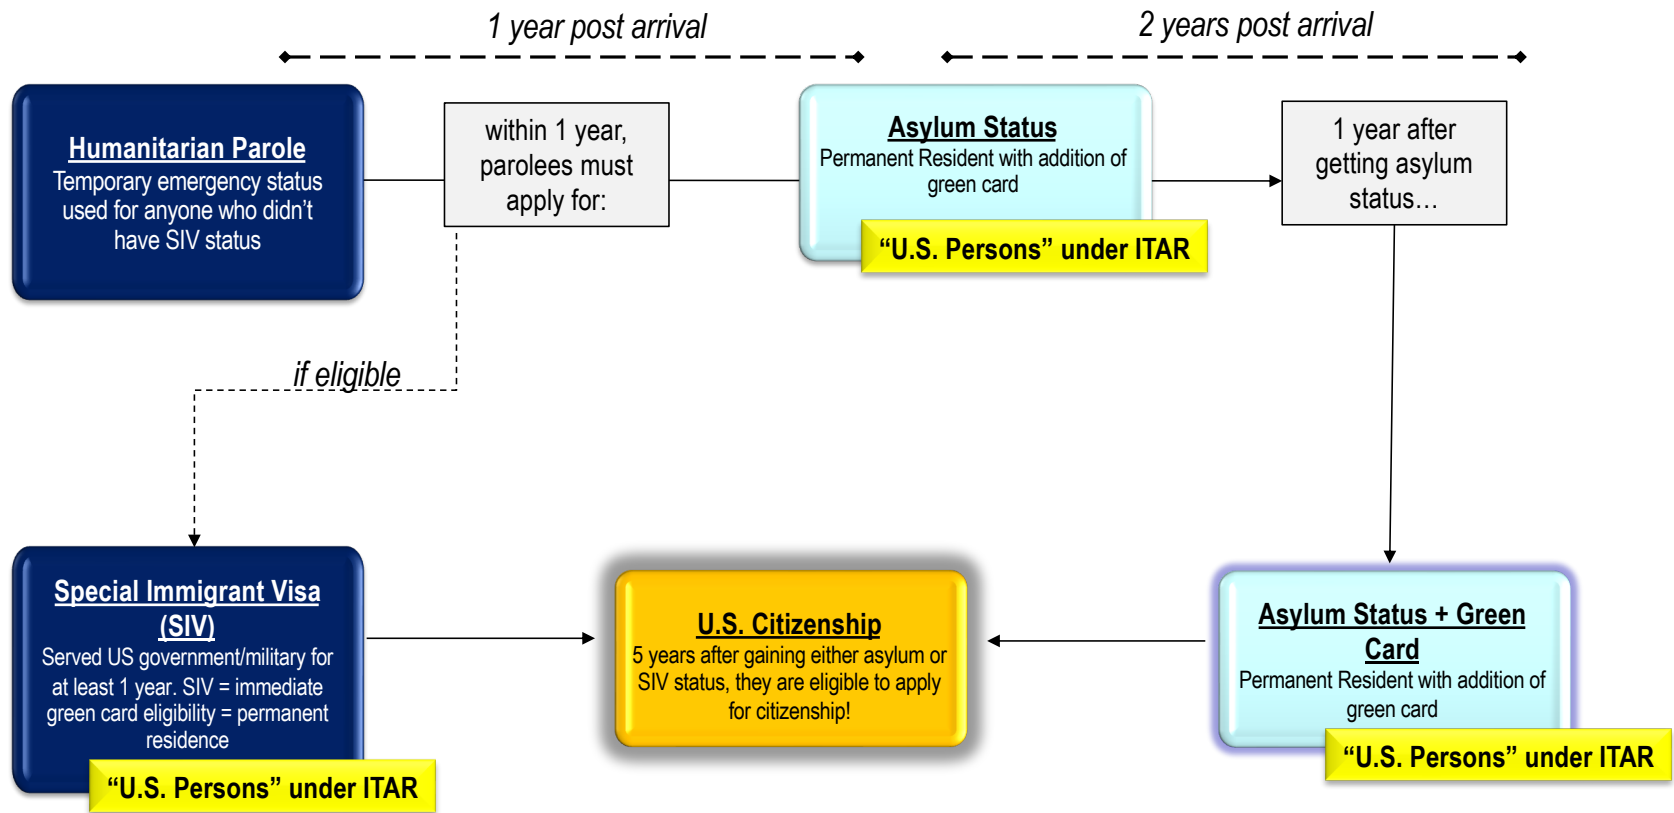 1 year post arrival
2 years post arrival
Humanitarian Parole
Temporary emergency status
used for anyone who didn’t
have SIV status
within 1 year,
parolees must
apply for:
Asylum Status
Permanent Resident with addition of
green card
“U.S. Persons” under ITAR
1 year after
getting asylum
status…
if eligible
Special Immigrant Visa
(SIV)
Served US government/military for
at least 1 year. SIV = immediate
green card eligibility = permanent
residence
“U.S. Persons” under ITAR
U.S. Citizenship
5 years after gaining either asylum or
SIV status, they are eligible to apply
for citizenship!
Asylum Status + Green
Card
Permanent Resident with addition of
green card
“U.S. Persons” under ITAR